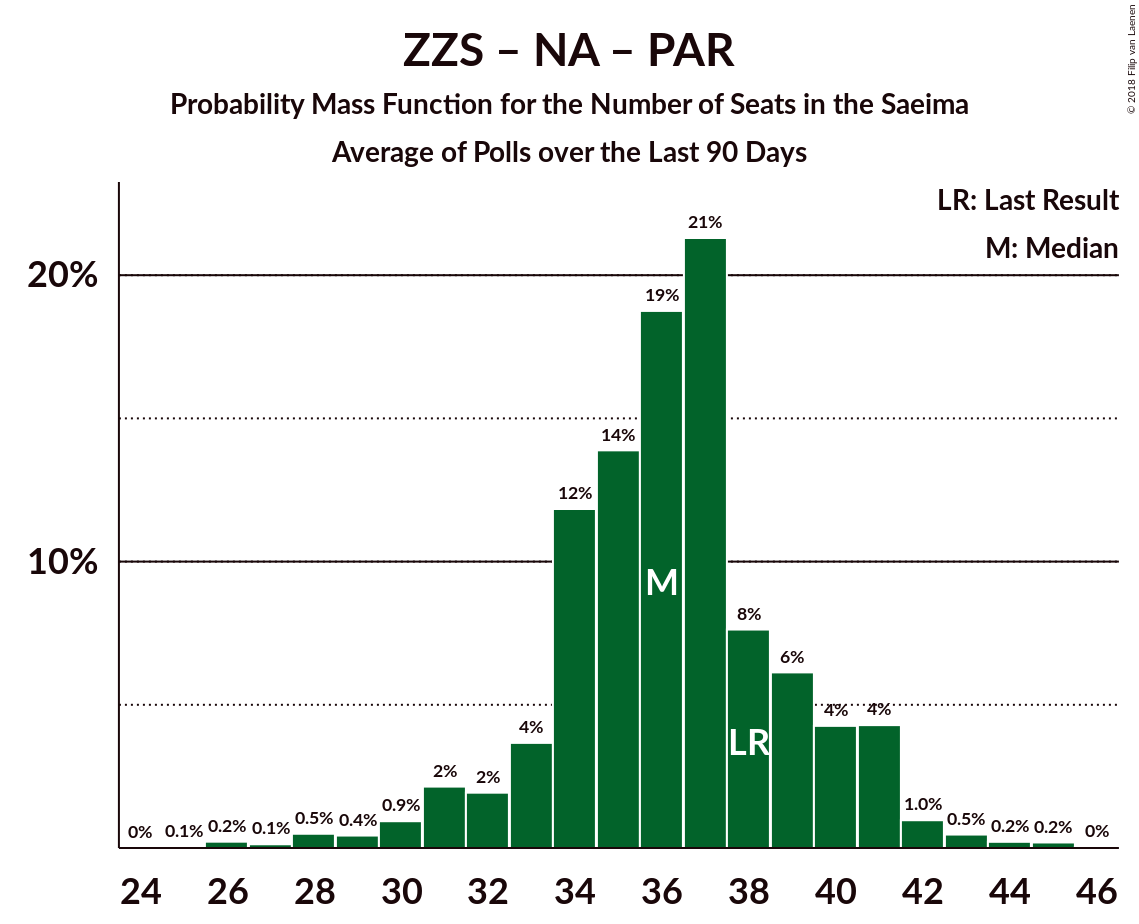 ZZS – NA – PAR
Probability Mass Function for the Number of Seats in the Saeima
Average of Polls over the Last 90 Days
© 2018 Filip van Laenen
LR: Last Result
M: Median
20%
10%
0%
0.1%
0.2%
0.1%
0.5%
0.4%
0.9%
2%
2%
4%
12%
14%
19%
21%
8%
6%
4%
4%
1.0%
0.5%
0.2%
0.2%
0%
M
LR
24 26 28 30 32 34 36 38 40 42 44 46